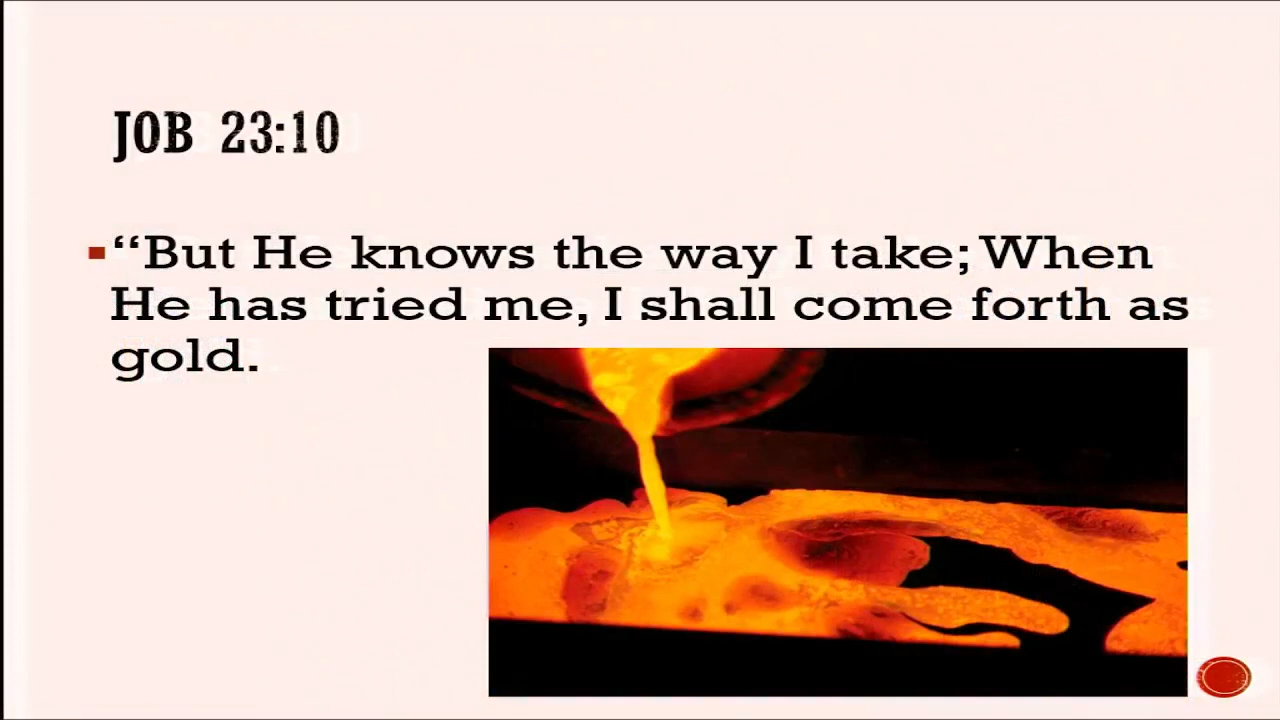 JOB 23:10
“But He knows the way I take; When
He has tried me, I shall come forth as
gold.